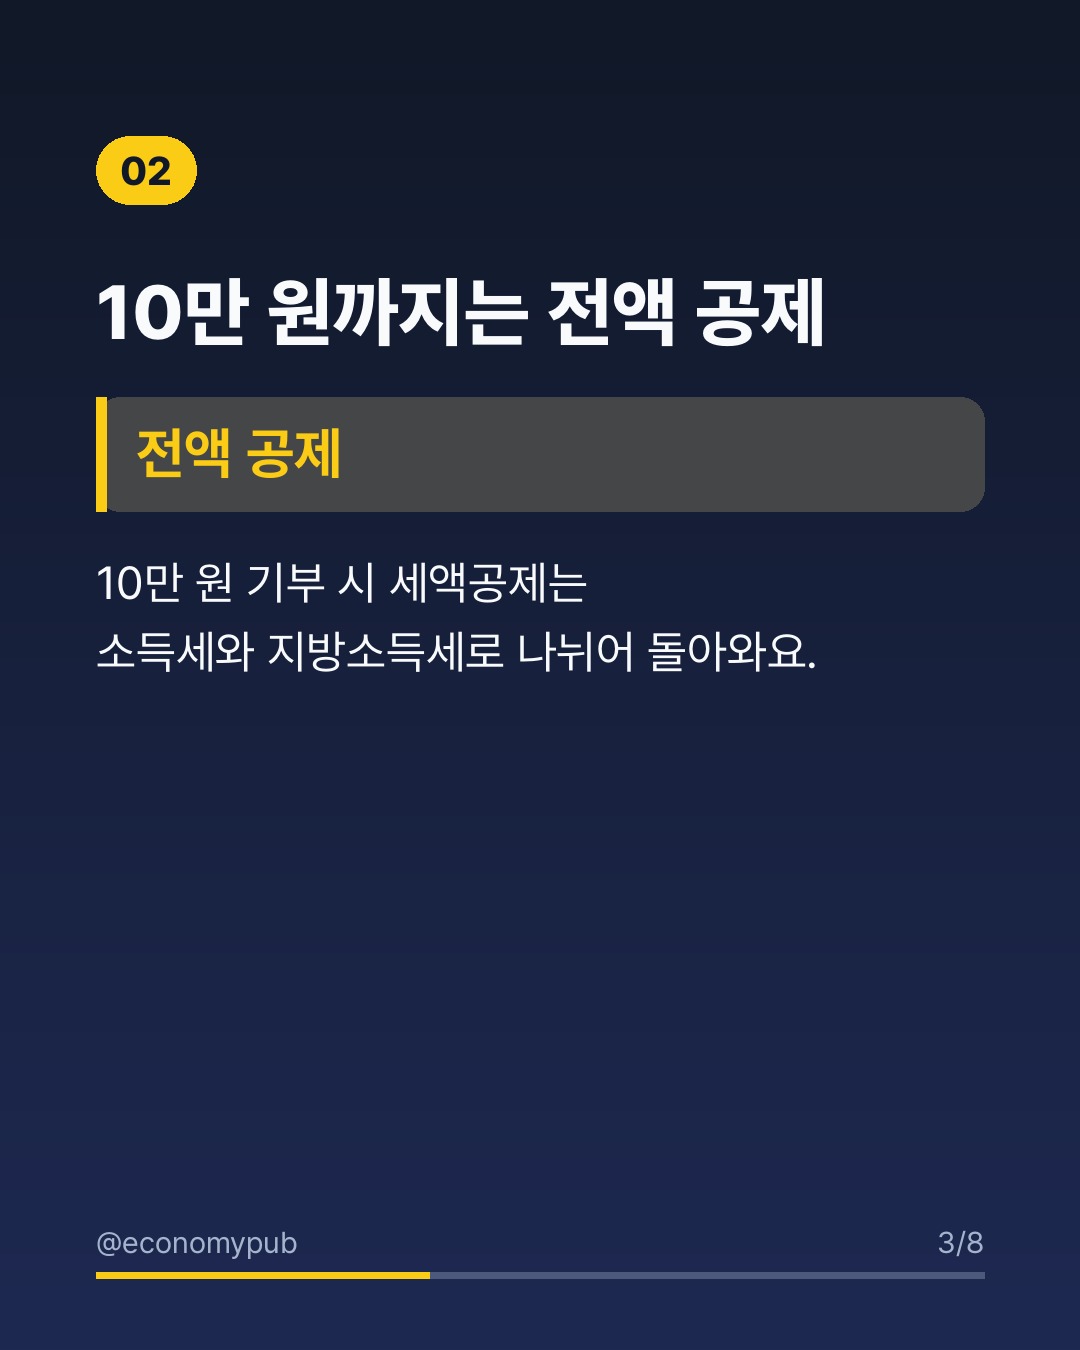 02
10만 원까지는 전액 공제
전액 공제
10만 원 기부 시 세액공제는
소득세와 지방소득세로 나뉘어 돌아와요.
@economypub
3/8